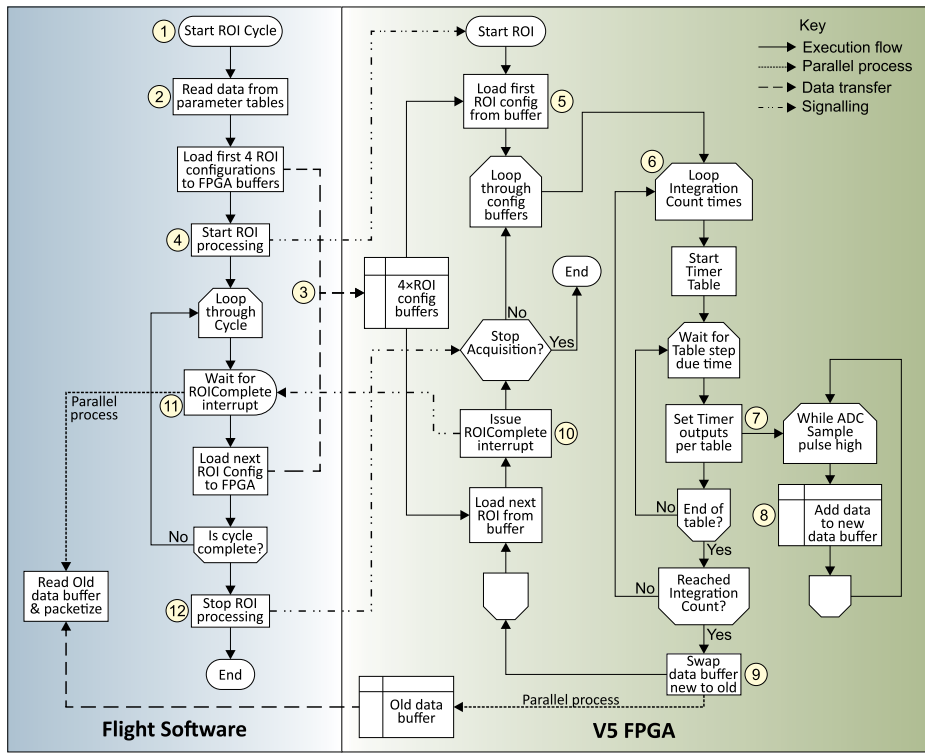 1
Start ROI Cycle
2
Read data from
parameter tables
Load first 4 ROI
configurations
to FPGA buffers
4
Start ROI
processing
3
Loop
through
Cycle
Parallel
process
Wait for
ROIComplete
interrupt
11
Load next
ROI Config
to FPGA
No
Is cycle
complete?
Read Old
data buffer
& packetize
12
Stop ROI
processing
End
Flight Software
Start ROI
Load first
ROI config
from buffer
5
Loop
through
config
buffers
4×ROI
config
buffers
End
No
Stop
Acquisition?
Yes
Issue
ROIComplete
interrupt
10
Load next
ROI from
buffer
Key
Execution flow
Parallel process
Data transfer
Signalling
6
Loop
Integration
Count times
Start
Timer
Table
Wait for
Table step
due time
Set Timer
outputs
per table
7
While ADC
Sample
pulse high
8
Add data
to new
data buffer
No
End of
table?
Yes
No
Reached
Integration
Count?
Yes
Swap
data buffer
new to old
9
Parallel process
Old data
buffer
V5 FPGA